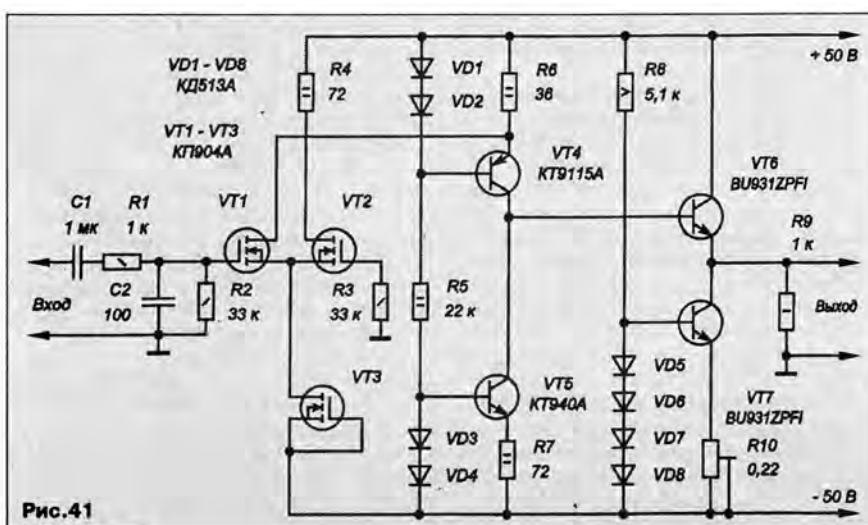 VD1 - VD8
КД513А
VT1 - VT3
КП904А
R4
72
VD1
VD2
R6
36
R8
5,1 к
+ 50 В
VT4
КТ9115А
VT6
BU931ZPFI
C1
1 мк
R1
1 к
VT1
VT2
R9
1 к
Вход
C2
100
R2
33 к
R3
33 к
R5
22 к
Выход
VT3
VT5
КТ940А
VD5
VD6
VD7
VD8
VT7
BU931ZPFI
VD3
VD4
R7
72
R10
0,22
Рис.41
- 50 В